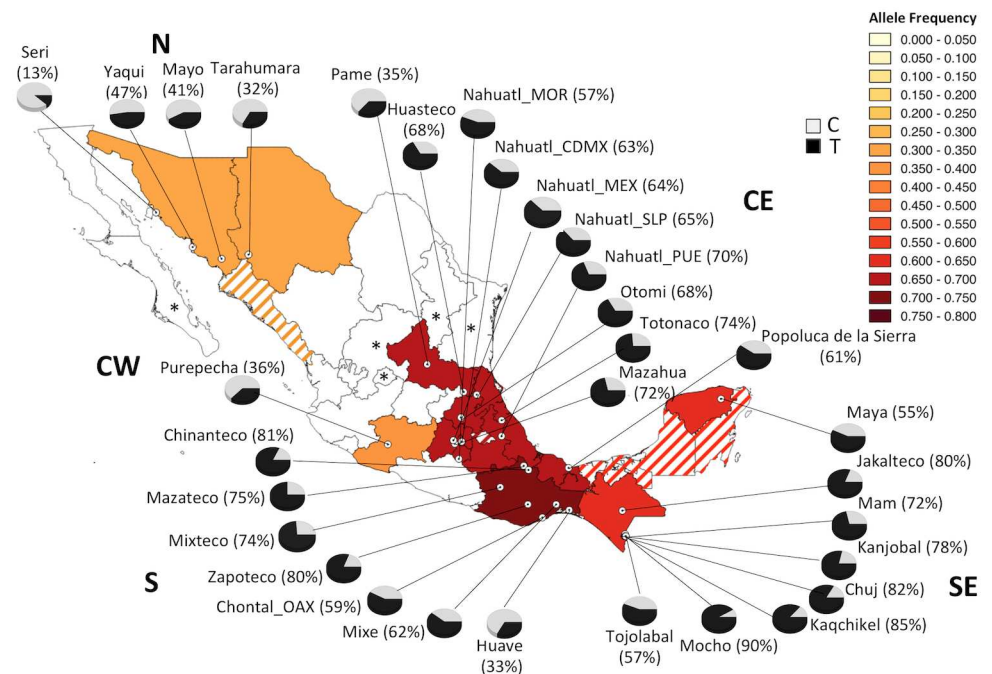 Allele Frequency
0.000 - 0.050
0.050 - 0.100
0.100 - 0.150
0.150 - 0.200
0.200 - 0.250
0.250 - 0.300
0.300 - 0.350
0.350 - 0.400
0.400 - 0.450
0.450 - 0.500
0.500 - 0.550
0.550 - 0.600
0.600 - 0.650
0.650 - 0.700
0.700 - 0.750
0.750 - 0.800
C
T
N
Seri
(13%)
Yaqui
(47%)
Mayo
(41%)
Tarahumara
(32%)
Pame (35%)
Huasteco
(68%)
Nahuatl_MOR (57%)
Nahuatl_CDMX (63%)
Nahuatl_MEX (64%)
Nahuatl_SLP (65%)
Nahuatl_PUE (70%)
CE
Otomi (68%)
Totonaco (74%)
Mazahua
(72%)
Popoluca de la Sierra
(61%)
*
*
*
*
*
CW
Purepecha (36%)
Chinanteco (81%)
Mazateco (75%)
Mixteco (74%)
S
Zapoteco (80%)
Chontal_OAX (59%)
Mixe (62%)
Huave
(33%)
Maya (55%)
Jakalteco (80%)
Mam (72%)
Kanjobal (78%)
Chuj (82%)
SE
Kaqchikel (85%)
Mocho (90%)
Tojolabal
(57%)